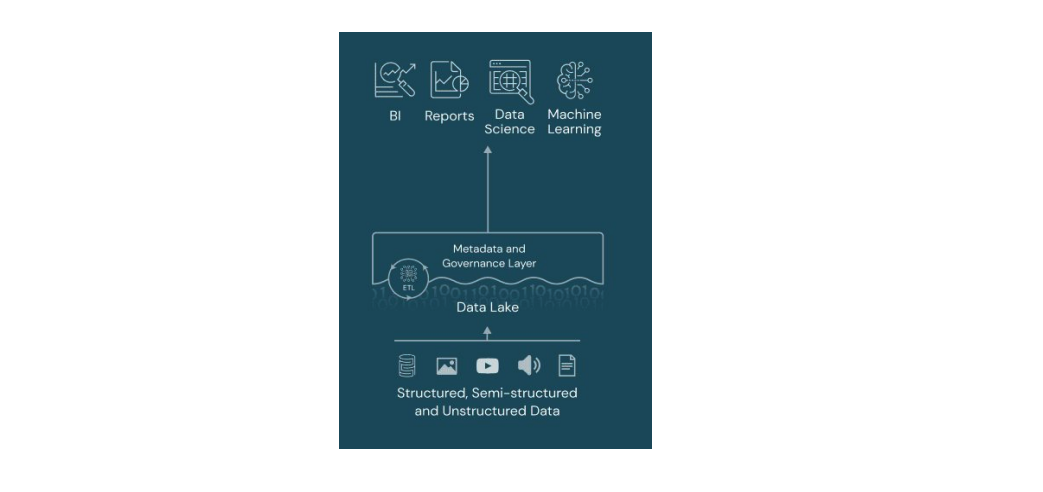 BI
Reports
Data
Science
Machine
Learning
Metadata and
Governance Layer
ETL
Data Lake
Structured, Semi-structured
and Unstructured Data